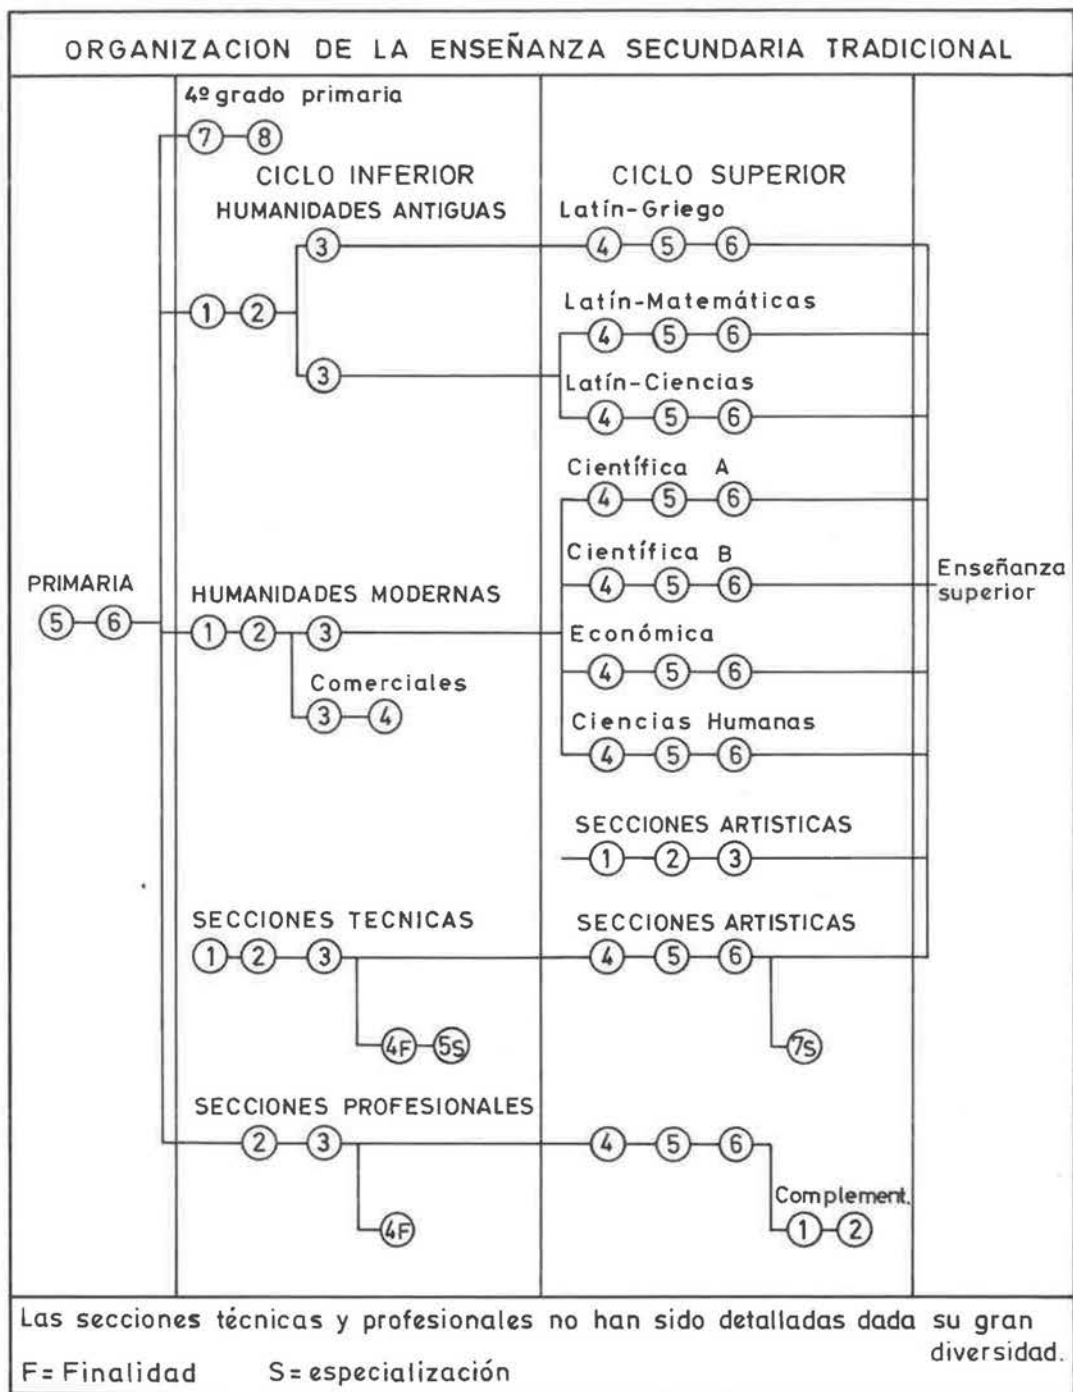 ORGANIZACION DE LA ENSEÑANZA SECUNDARIA TRADICIONAL
4º grado primaria
7 8
CICLO INFERIOR
CICLO SUPERIOR
HUMANIDADES ANTIGUAS
Latín-Griego
3
4 5 6
1 2
Latín-Matemáticas
4 5 6
3
Latín-Ciencias
4 5 6
Científica A
4 5 6
Científica B
4 5 6
Enseñanza
superior
PRIMARIA
5 6
HUMANIDADES MODERNAS
1 2 3
Económica
4 5 6
Comerciales
3 4
Ciencias Humanas
4 5 6
SECCIONES ARTISTICAS
1 2 3
SECCIONES TECNICAS
1 2 3
SECCIONES ARTISTICAS
4 5 6
4F 5S
7S
SECCIONES PROFESIONALES
2 3
4 5 6
4F
Complement.
1 2
Las secciones técnicas y profesionales no han sido detalladas dada su gran
diversidad.
F= Finalidad S= especialización